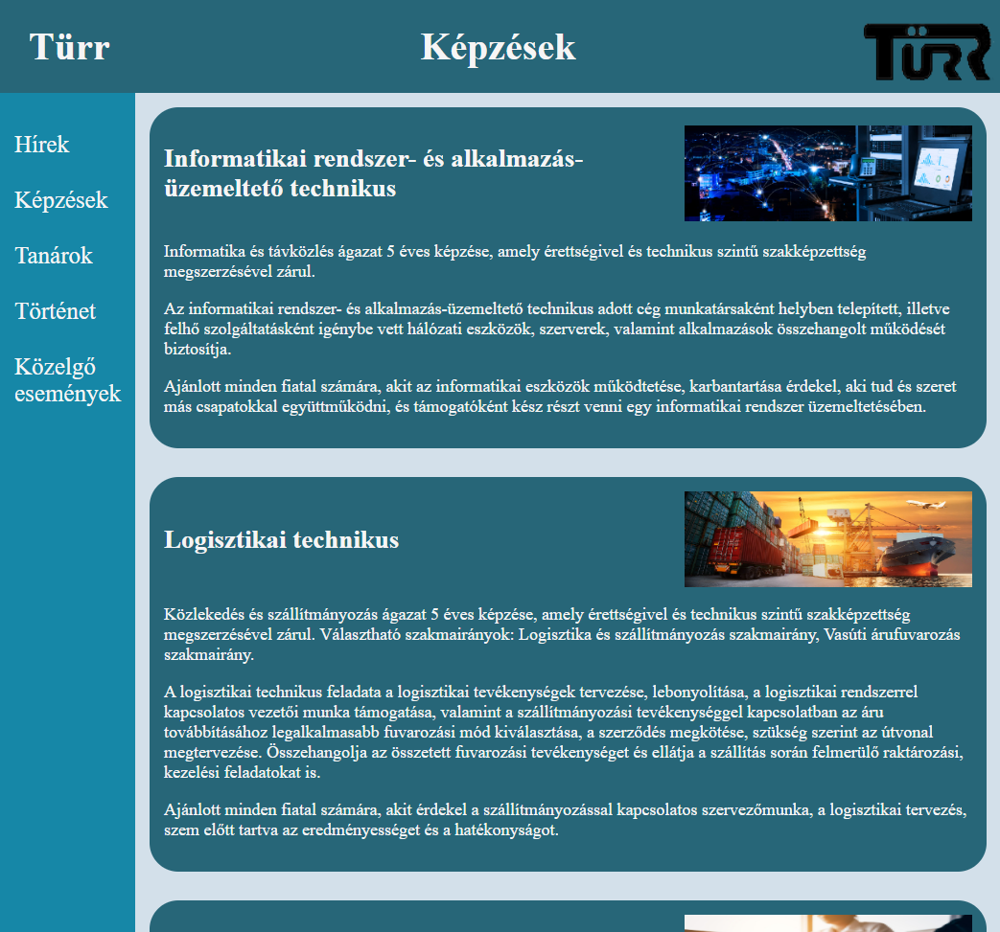 Türr
Képzések
TÜRR
Hírek
Képzések
Tanárok
Történet
Közelgő
események
Informatikai rendszer- és alkalmazás-
üzemeltető technikus
Informatika és távközlés ágazat 5 éves képzése, amely érettségivel és technikus szintű szakképzettség
megszerzésével zárul.
Az informatikai rendszer- és alkalmazás-üzemeltető technikus adott cég munkatársaként helyben telepített, illetve
felhő szolgáltatásként igénybe vett hálózati eszközök, szerverek, valamint alkalmazások összehangolt működését
biztosítja.
Ajánlott minden fiatal számára, akit az informatikai eszközök működtetése, karbantartása érdekel, aki tud és szeret
más csapatokkal együttműködni, és támogatóként kész részt venni egy informatikai rendszer üzemeltetésében.
Logisztikai technikus
Közlekedés és szállítmányozás ágazat 5 éves képzése, amely érettségivel és technikus szintű szakképzettség
megszerzésével zárul. Választható szakmairányok: Logisztika és szállítmányozás szakmairány, Vasúti árufuvarozás
szakmairány.
A logisztikai technikus feladata a logisztikai tevékenységek tervezése, lebonyolítása, a logisztikai rendszerrel
kapcsolatos vezetői munka támogatása, valamint a szállítmányozási tevékenységgel kapcsolatban az áru
továbbításához legalkalmasabb fuvarozási mód kiválasztása, a szerződés megkötése, szükség szerint az útvonal
megtervezése. Összehangolja az összetett fuvarozási tevékenységet és ellátja a szállítás során felmerülő raktározási,
kezelési feladatokat is.
Ajánlott minden fiatal számára, akit érdekel a szállítmányozással kapcsolatos szervezőmunka, a logisztikai tervezés,
szem előtt tartva az eredményességet és a hatékonyságot.